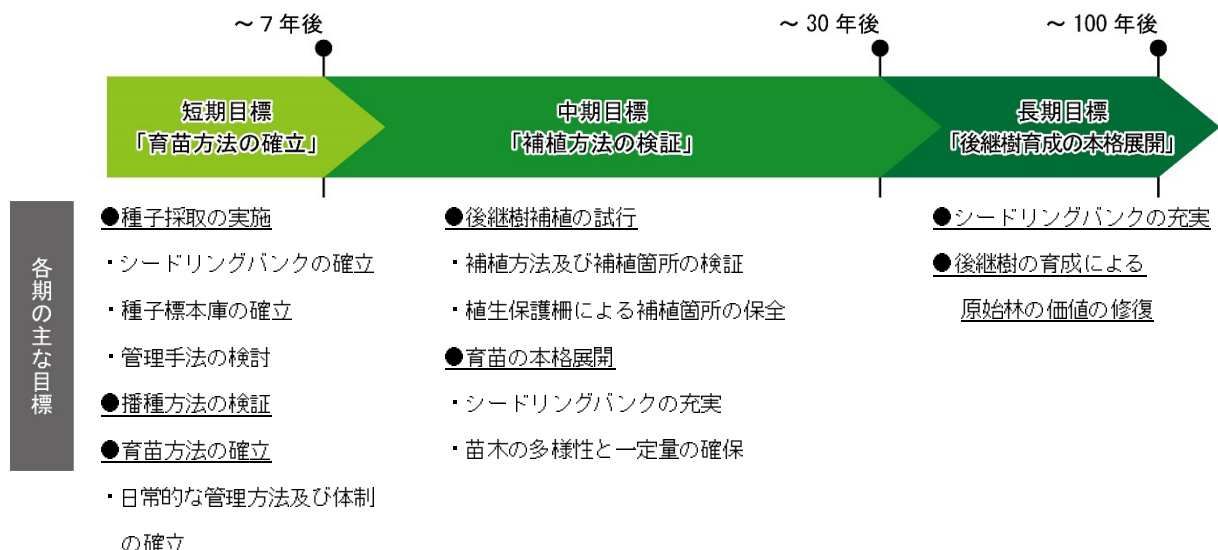 ～７年後
～30年後
～100年後
短期目標
「育苗方法の確立」
中期目標
「補植方法の検証」
長期目標
「後継樹育成の本格展開」
各期の主な目標
●種子採取の実施
・シードリングバンクの確立
・種子標本庫の確立
・管理手法の検討
●播種方法の検証
●育苗方法の確立
・日常的な管理方法及び体制
の確立
●後継樹補植の試行
・補植方法及び補植箇所の検証
・植生保護柵による補植箇所の保全
●育苗の本格展開
・シードリングバンクの充実
・苗木の多様性と一定量の確保
●シードリングバンクの充実
●後継樹の育成による
原始林の価値の修復